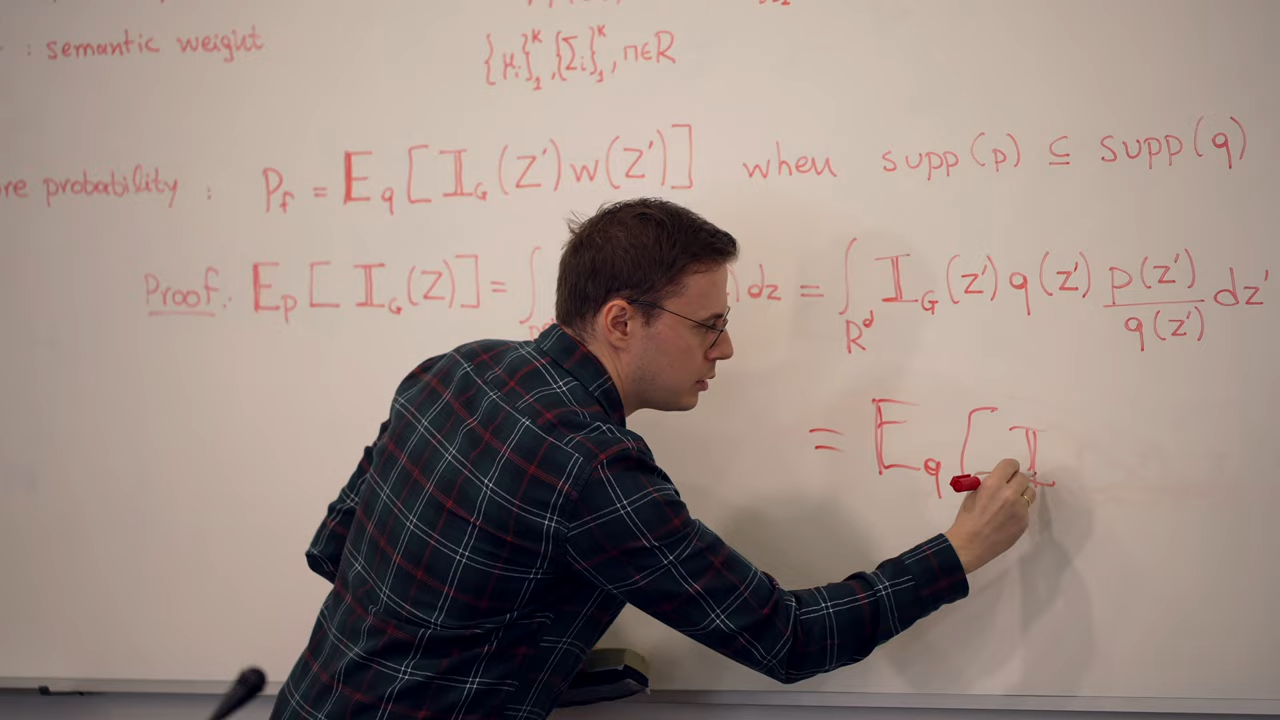 : semantic weight
{μᵢ}₁ᴷ, {Σᵢ}₁ᴷ, n∈R
probability : P_f = 𝔼_q [ 𝕀_G (Z') w(Z') ] when supp(p) ⊆ supp(q)
Proof: 𝔼_p [ 𝕀_G (Z) ] = ∫ dz = ∫_{R^d} 𝕀_G (z') q(z') p(z')/q(z') dz'
= 𝔼_q [ 𝕀